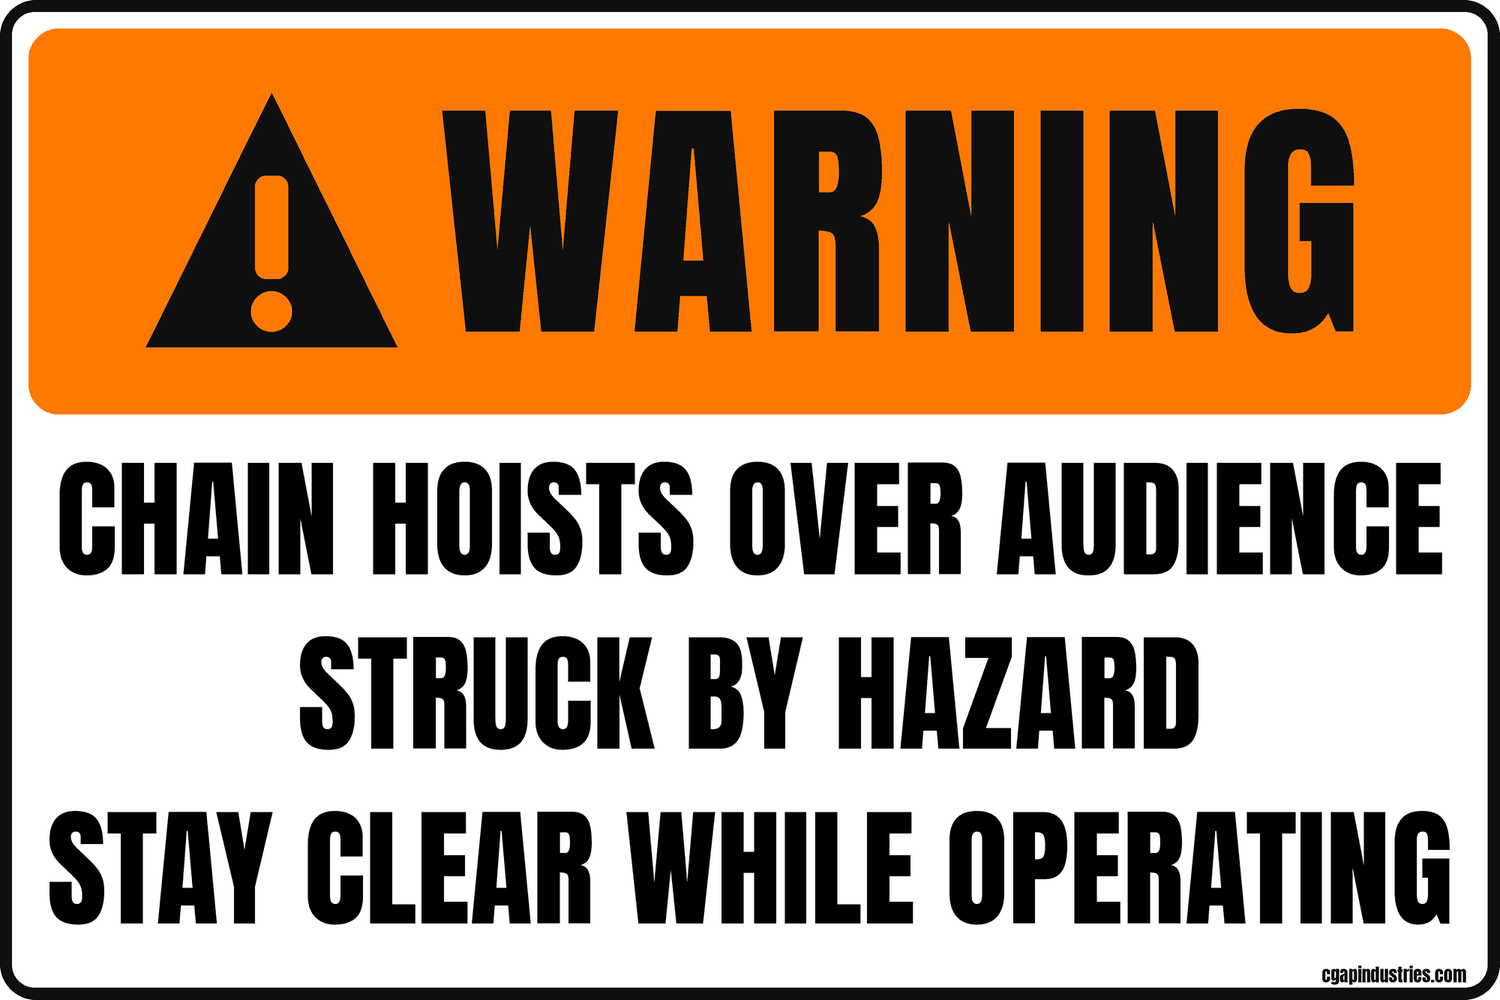 WARNING
CHAIN HOISTS OVER AUDIENCE
STRUCK BY HAZARD
STAY CLEAR WHILE OPERATING
cgapindustries.com